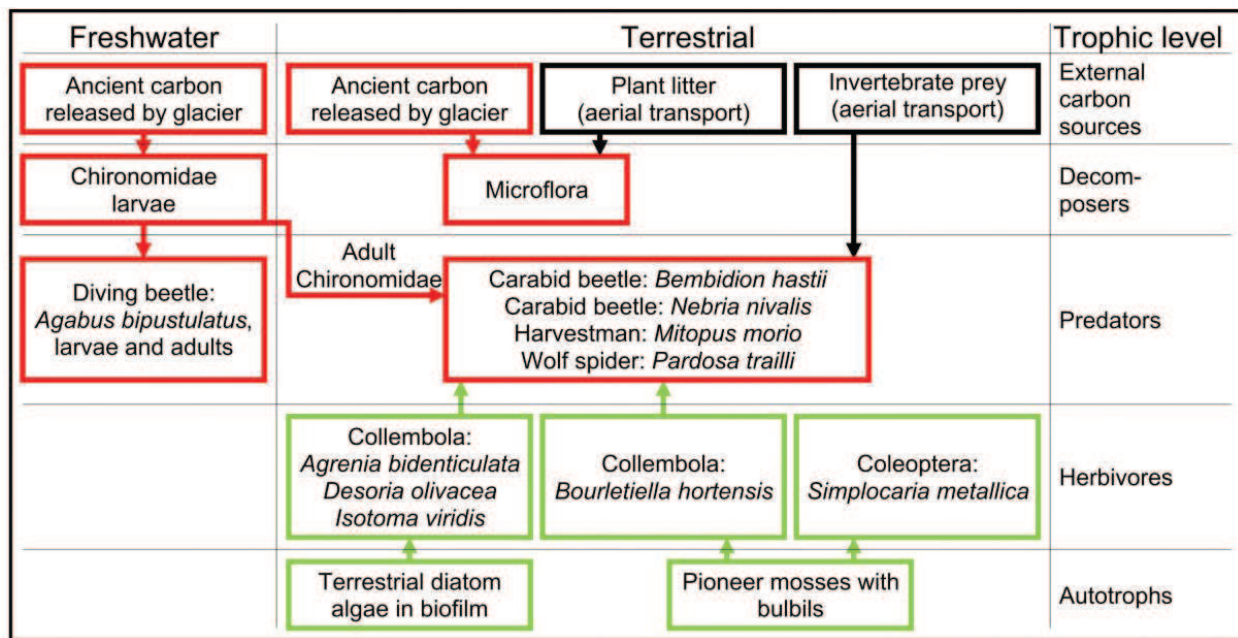 Freshwater
Terrestrial
Trophic level
Ancient carbon
released by glacier
Ancient carbon
released by glacier
Plant litter
(aerial transport)
Invertebrate prey
(aerial transport)
External
carbon
sources
Chironomidae
larvae
Microflora
Decom-
posers
Adult
Chironomidae
Diving beetle:
Agabus bipustulatus,
larvae and adults
Carabid beetle: Bembidion hastii
Carabid beetle: Nebria nivalis
Harvestman: Mitopus morio
Wolf spider: Pardosa trailli
Predators
Collembola:
Agrenia bidenticulata
Desoria olivacea
Isotoma viridis
Collembola:
Bourletiella hortensis
Coleoptera:
Simplocaria metallica
Herbivores
Terrestrial diatom
algae in biofilm
Pioneer mosses with
bulbils
Autotrophs